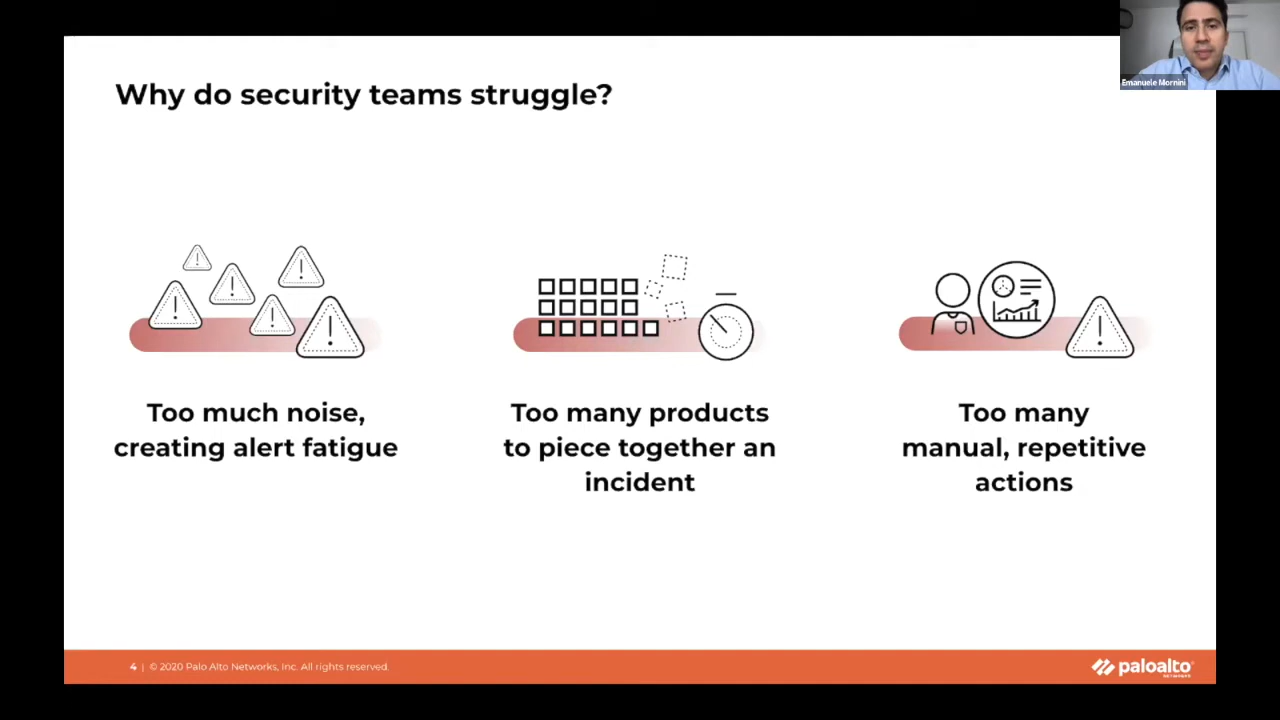 Emanuele Mornini
Why do security teams struggle?
Too much noise,
creating alert fatigue
Too many products
to piece together an
incident
Too many
manual, repetitive
actions
4 | © 2020 Palo Alto Networks, Inc. All rights reserved.
paloalto
NETWORKS